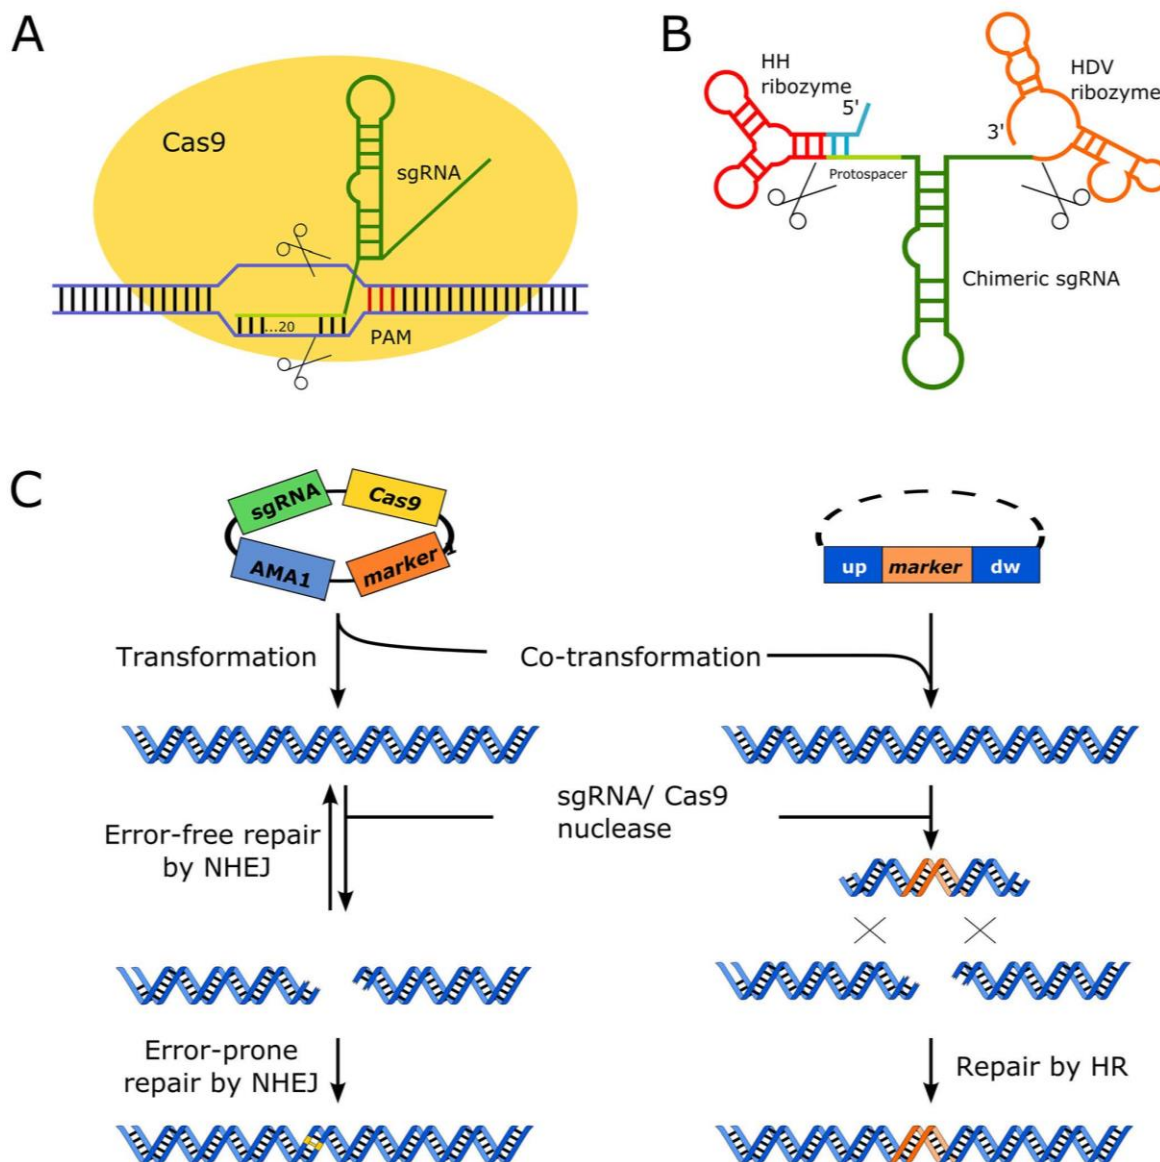 A
Cas9
sgRNA
...20
PAM
B
HH
ribozyme
5'
HDV
ribozyme
3'
Protospacer
Chimeric sgRNA
C
sgRNA
Cas9
AMA1
marker
up
marker
dw
Transformation
Co-transformation
sgRNA/ Cas9
nuclease
Error-free repair
by NHEJ
Error-prone
repair by NHEJ
Repair by HR